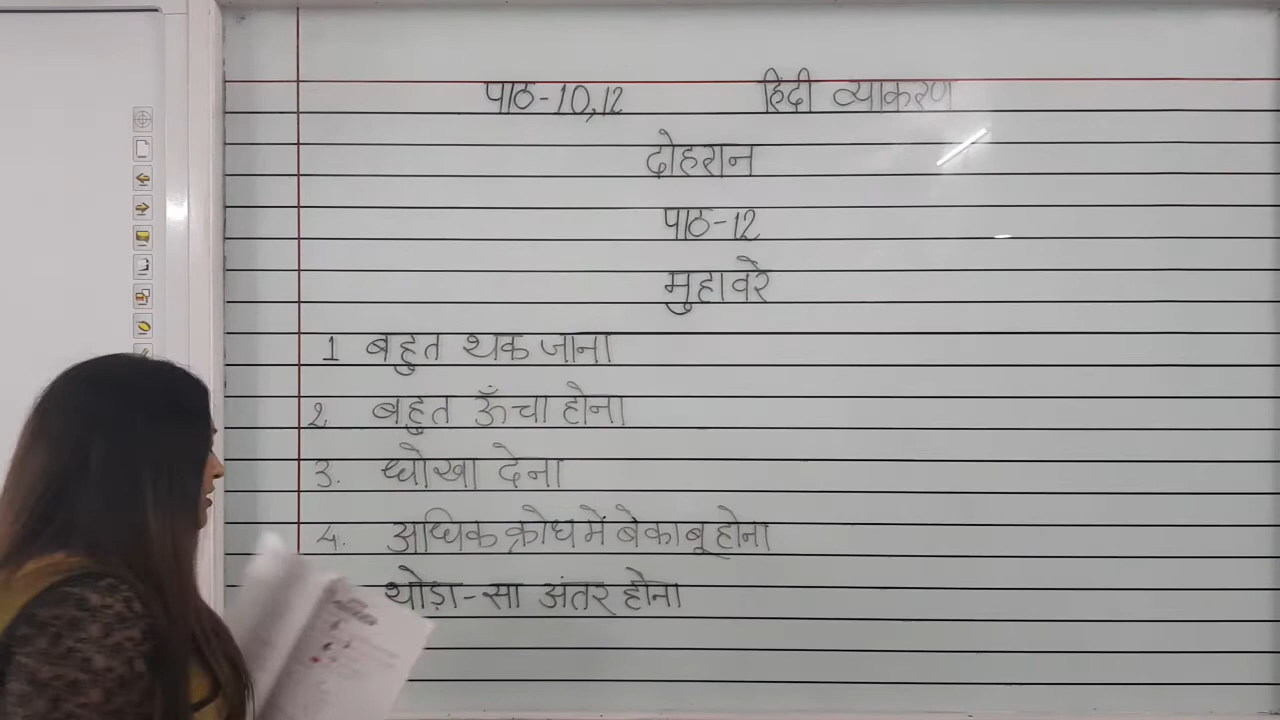 पाठ-10,12 हिंदी व्याकरण
दोहरान
पाठ-12
मुहावरे
1 बहुत थक जाना
2. बहुत ऊँचा होना
3. धोखा देना
4. अधिक क्रोध में बेकाबू होना
थोड़ा-सा अंतर होना